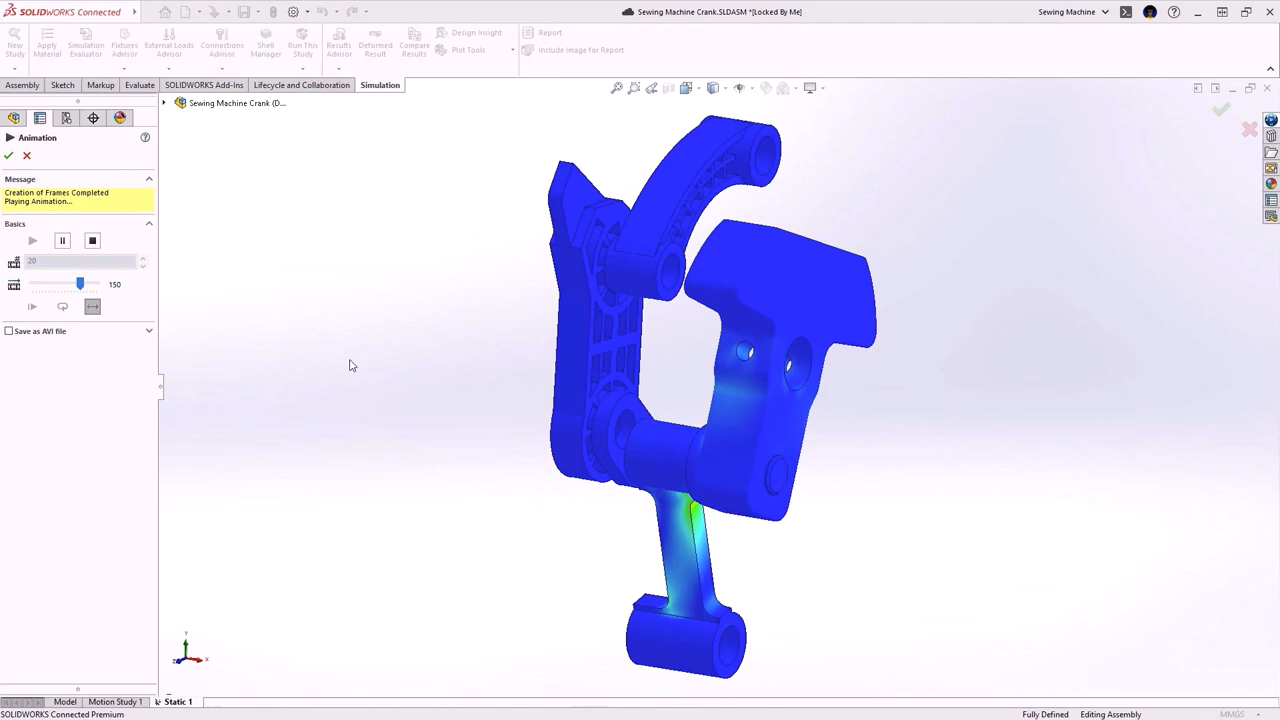 SOLIDWORKS CONNECTED
Sewing Machine Crank.SLDASM *[Locked By Me]
Sewing Machine
New Study
Apply Material
Simulation Evaluator
Fixtures Advisor
External Loads Advisor
Connections Advisor
Shell Manager
Run This Study
Results Advisor
Deformed Result
Compare Results
Design Insight
Plot Tools
Report
Include Image for Report
Assembly
Sketch
Markup
Evaluate
SOLIDWORKS Add-Ins
Lifecycle and Collaboration
Simulation
Sewing Machine Crank (D...
Animation
Message
Creation of Frames Completed
Playing Animation...
Basics
20
150
Save as AVI file
Y
X
Z
Model
Motion Study 1
Static 1
SOLIDWORKS Connected Premium
Fully Defined
Editing Assembly
MMGS